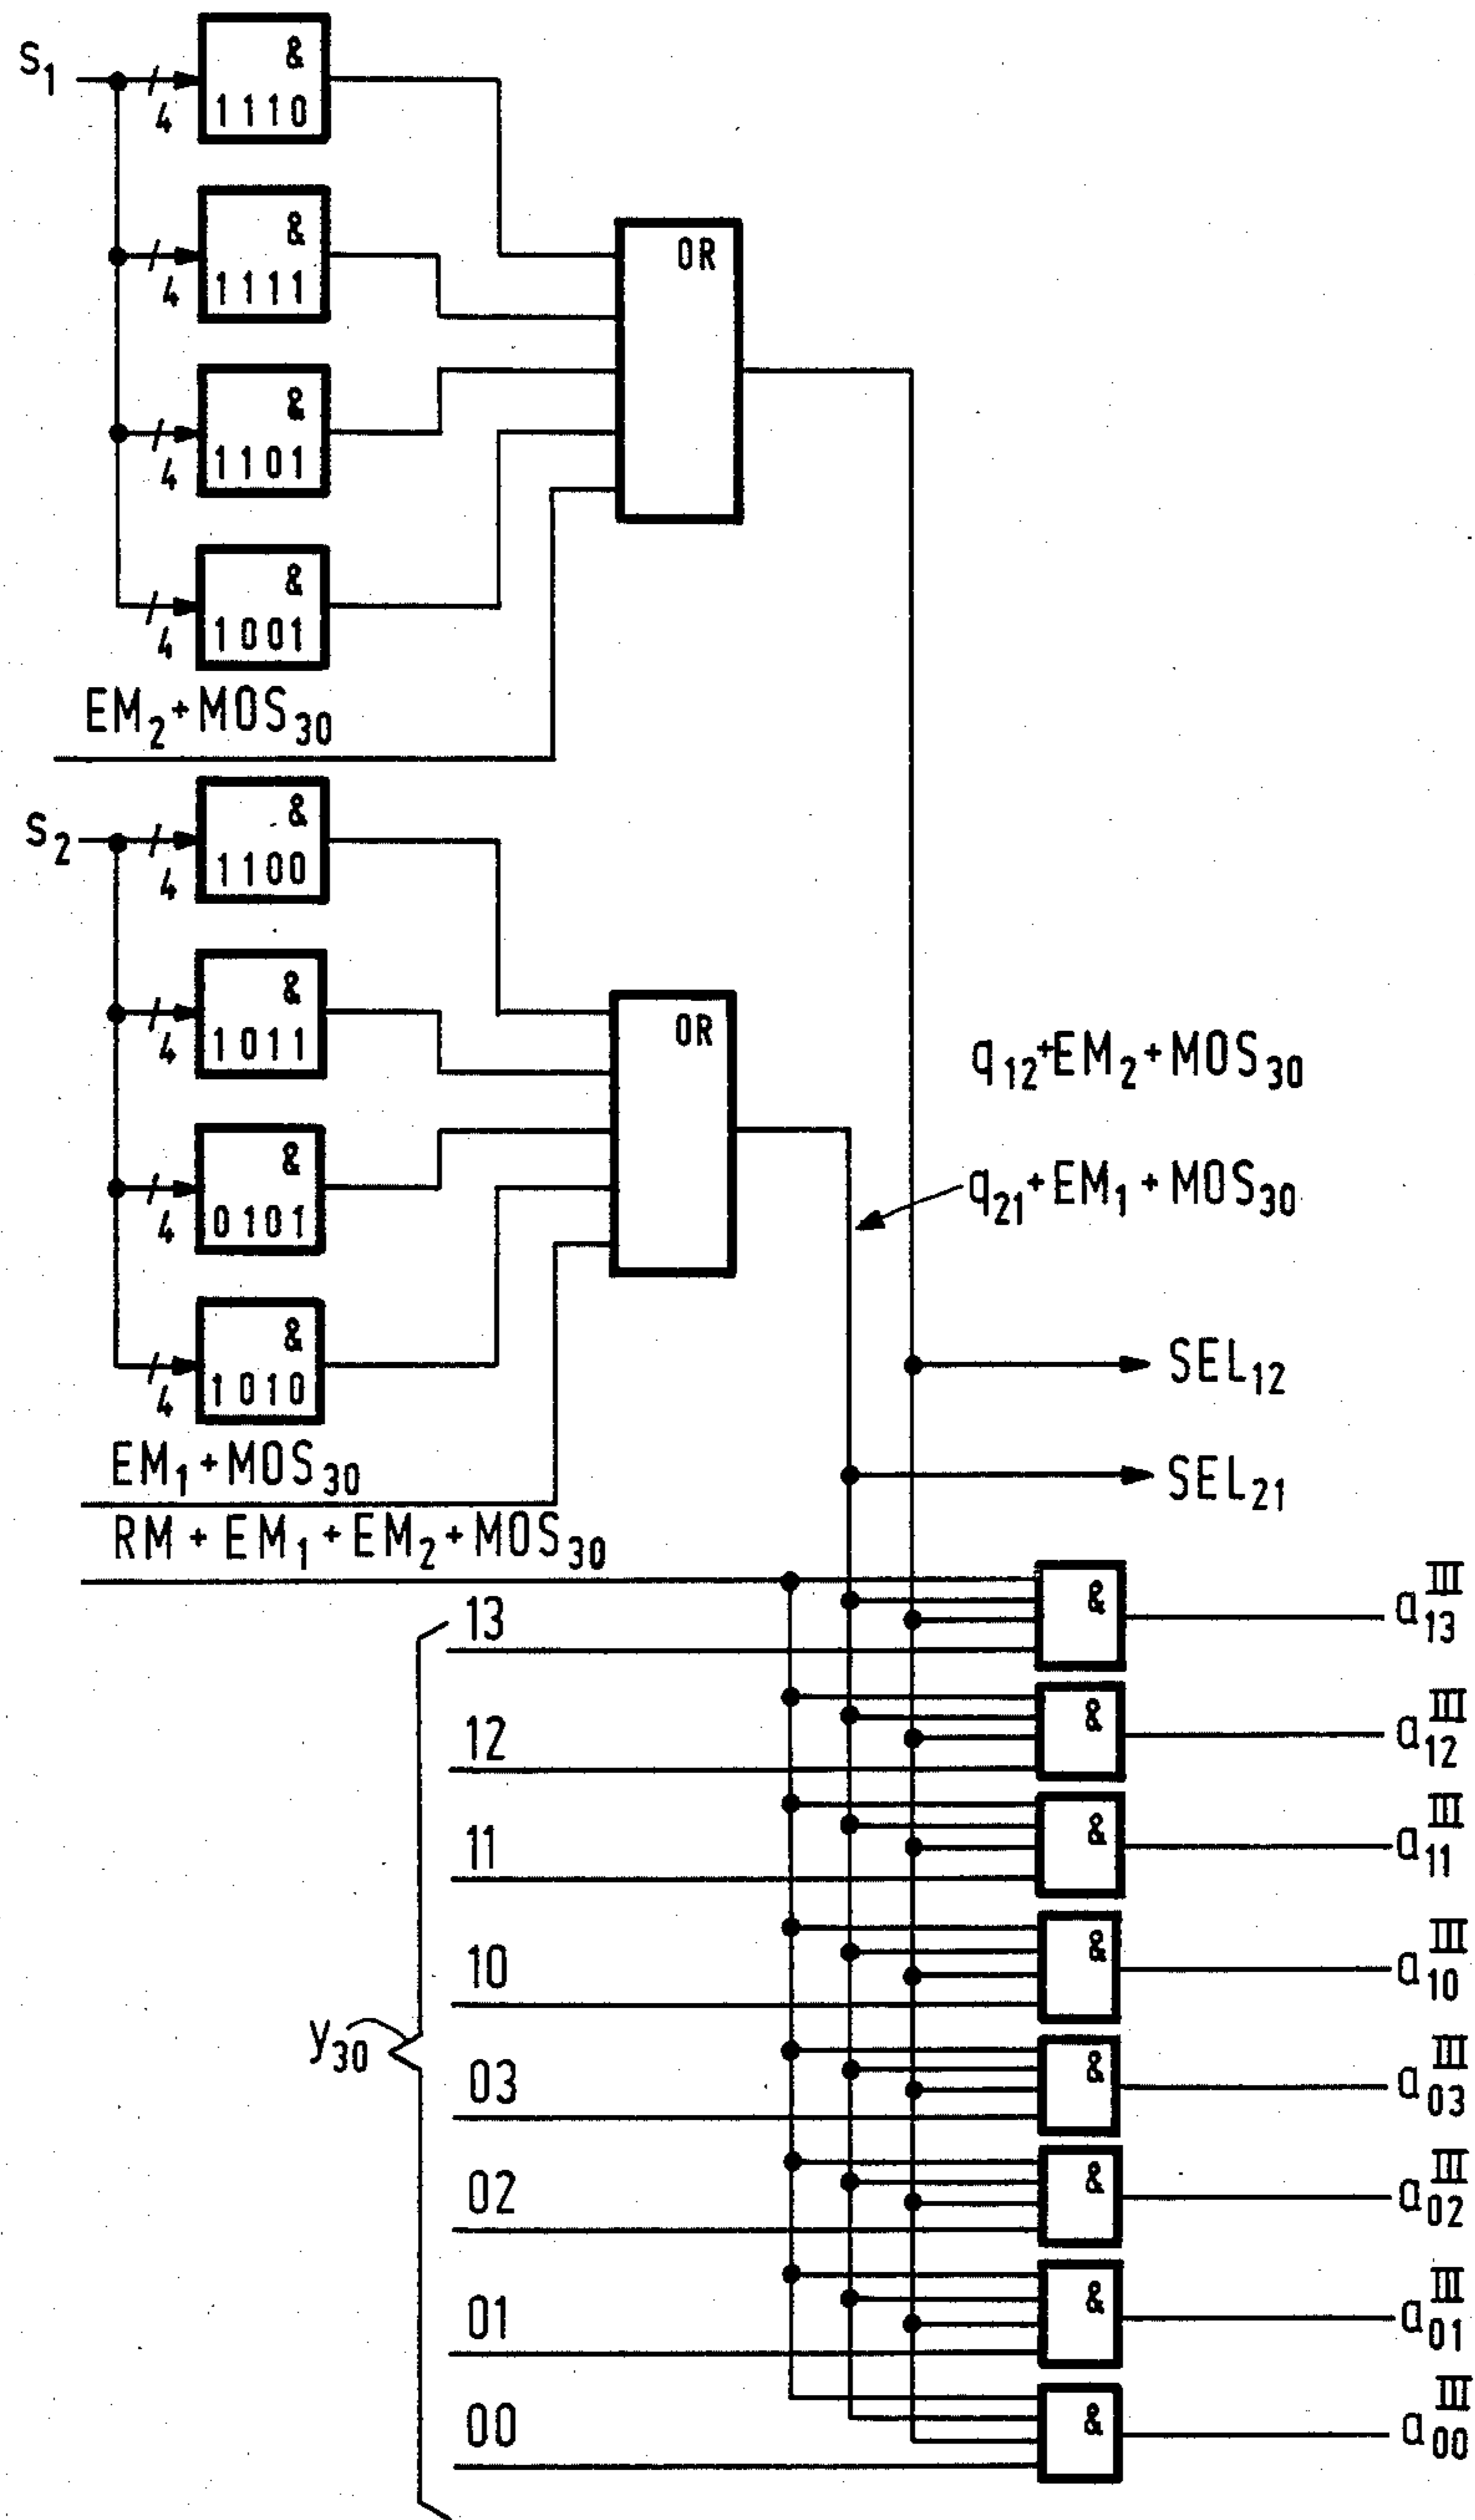 S1
&
4
1110
&
4
1111
OR
&
4
1101
&
4
1001
EM2+MOS30
S2
&
4
1100
&
4
1011
OR
q12+EM2+MOS30
&
4
0101
q21+EM1+MOS30
&
4
1010
SEL12
EM1+MOS30
SEL21
RM+EM1+EM2+MOS30
13
&
a13III
12
&
a12III
11
&
a11III
10
&
a10III
y30
03
&
a03III
02
&
a02III
01
&
a01III
00
&
a00III